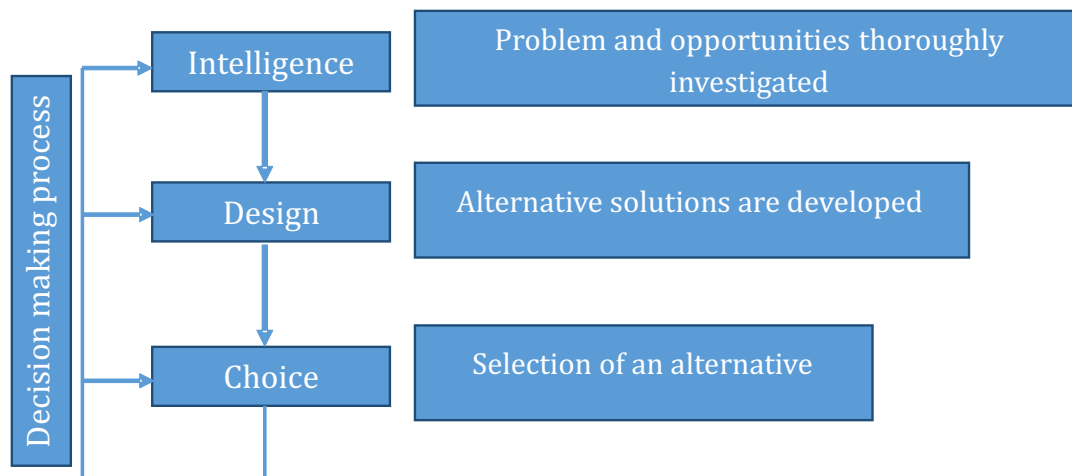 Decision making process
Intelligence
Problem and opportunities thoroughly
investigated
Design
Alternative solutions are developed
Choice
Selection of an alternative